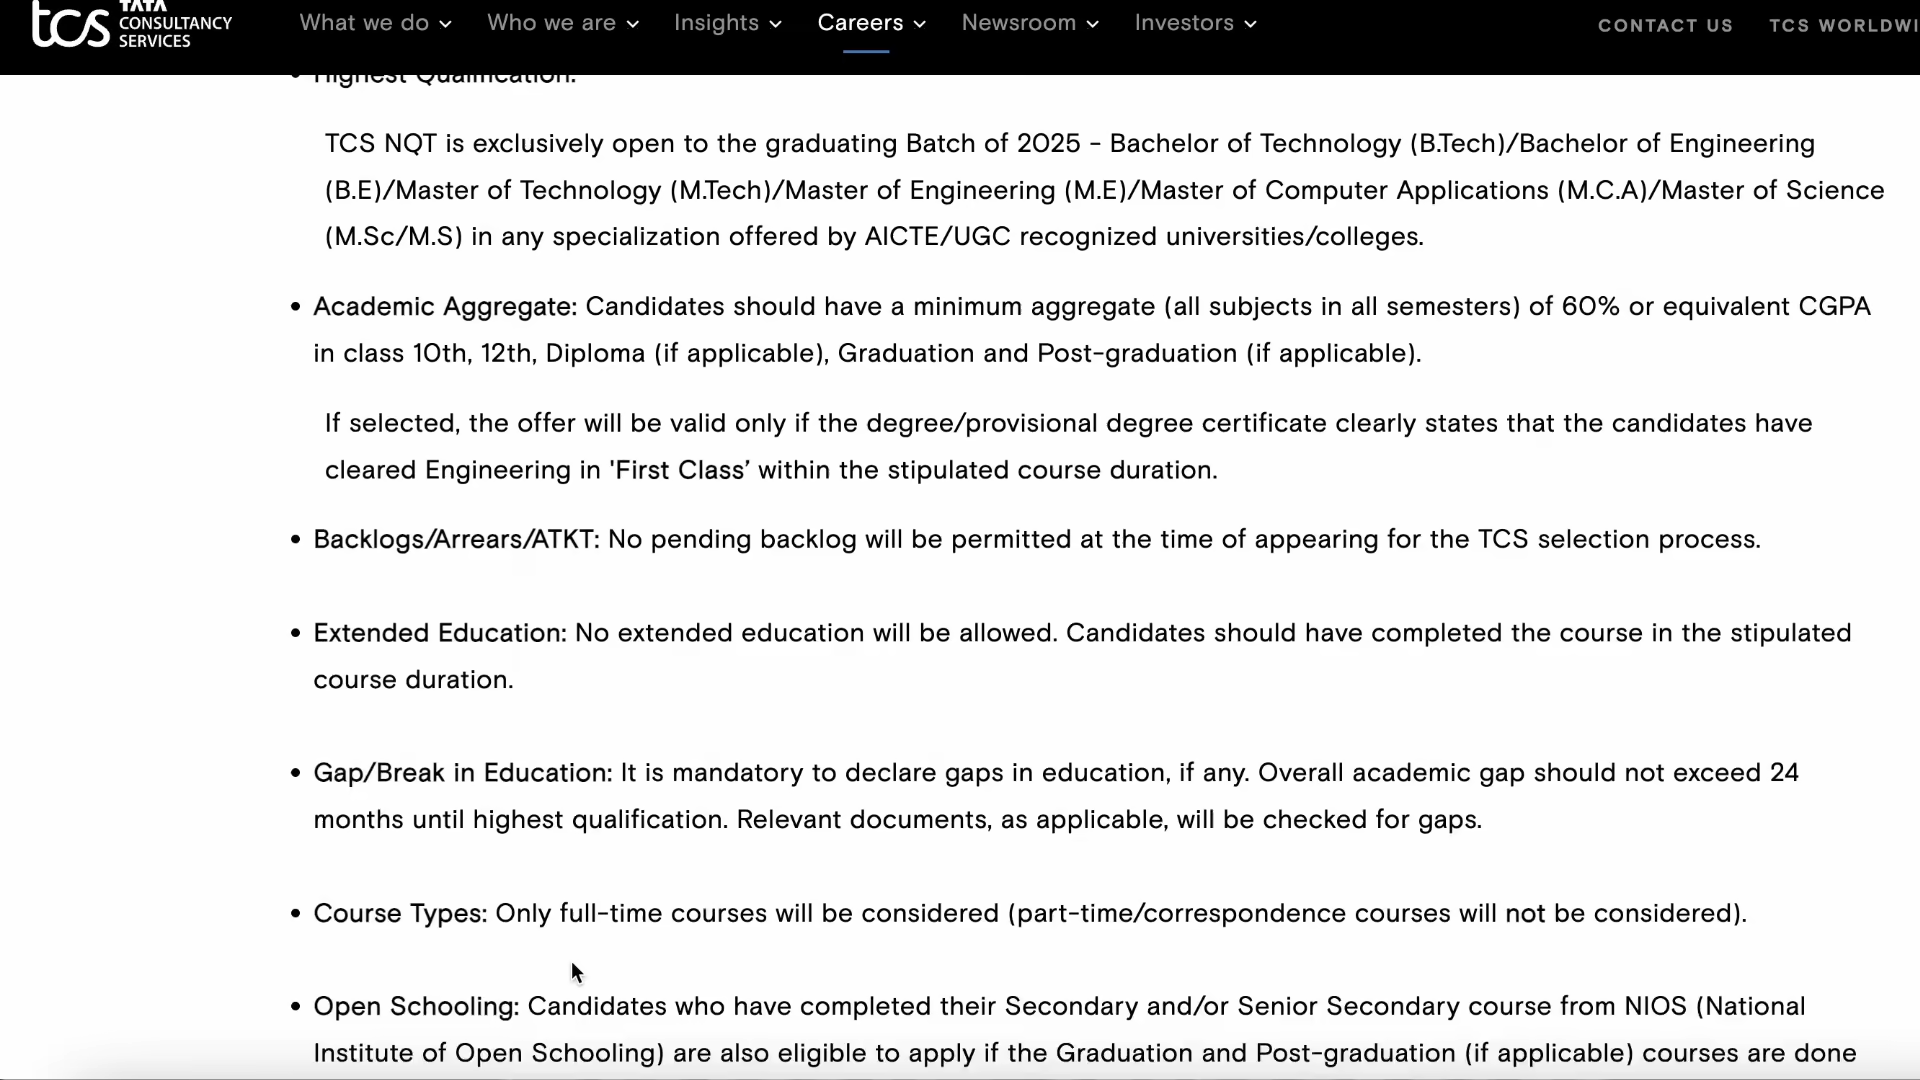 tcs TATA CONSULTANCY SERVICES What we do Who we are Insights Careers Newsroom Investors CONTACT US TCS WORLDWI
• Highest Qualification:
TCS NQT is exclusively open to the graduating Batch of 2025 - Bachelor of Technology (B.Tech)/Bachelor of Engineering
(B.E)/Master of Technology (M.Tech)/Master of Engineering (M.E)/Master of Computer Applications (M.C.A)/Master of Science
(M.Sc/M.S) in any specialization offered by AICTE/UGC recognized universities/colleges.
• Academic Aggregate: Candidates should have a minimum aggregate (all subjects in all semesters) of 60% or equivalent CGPA
in class 10th, 12th, Diploma (if applicable), Graduation and Post-graduation (if applicable).
If selected, the offer will be valid only if the degree/provisional degree certificate clearly states that the candidates have
cleared Engineering in 'First Class’ within the stipulated course duration.
• Backlogs/Arrears/ATKT: No pending backlog will be permitted at the time of appearing for the TCS selection process.
• Extended Education: No extended education will be allowed. Candidates should have completed the course in the stipulated
course duration.
• Gap/Break in Education: It is mandatory to declare gaps in education, if any. Overall academic gap should not exceed 24
months until highest qualification. Relevant documents, as applicable, will be checked for gaps.
• Course Types: Only full-time courses will be considered (part-time/correspondence courses will not be considered).
• Open Schooling: Candidates who have completed their Secondary and/or Senior Secondary course from NIOS (National
Institute of Open Schooling) are also eligible to apply if the Graduation and Post-graduation (if applicable) courses are done